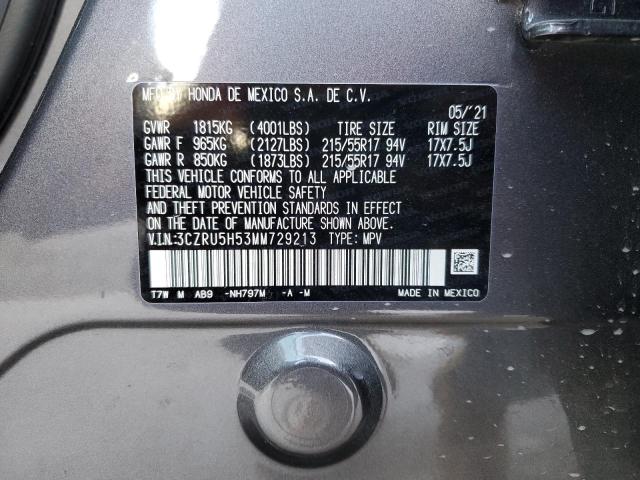 MFD BY HONDA DE MEXICO S.A. DE C.V.
05/'21
GVWR 1815KG (4001LBS) TIRE SIZE RIM SIZE
GAWR F 965KG (2127LBS) 215/55R17 94V 17X7.5J
GAWR R 850KG (1873LBS) 215/55R17 94V 17X7.5J
THIS VEHICLE CONFORMS TO ALL APPLICABLE
FEDERAL MOTOR VEHICLE SAFETY
AND THEFT PREVENTION STANDARDS IN EFFECT
ON THE DATE OF MANUFACTURE SHOWN ABOVE.
V.I.N:3CZRU5H53MM729213 TYPE: MPV
T7W M AB9 -NH797M -A -M MADE IN MEXICO